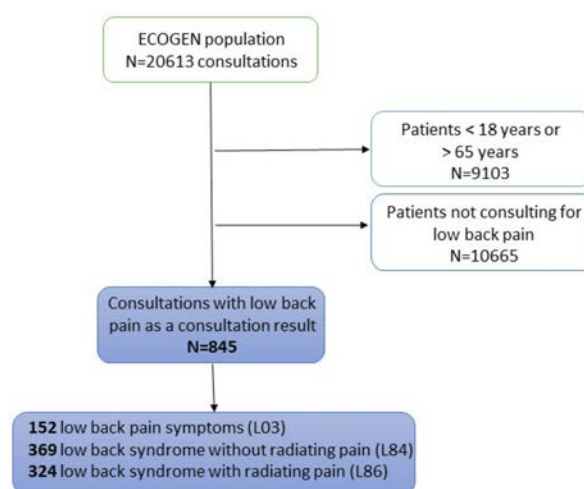 ECOGEN population
N=20613 consultations
Patients < 18 years or
> 65 years
N=9103
Patients not consulting for
low back pain
N=10665
Consultations with low back
pain as a consultation result
N=845
152 low back pain symptoms (L03)
369 low back syndrome without radiating pain (L84)
324 low back syndrome with radiating pain (L86)